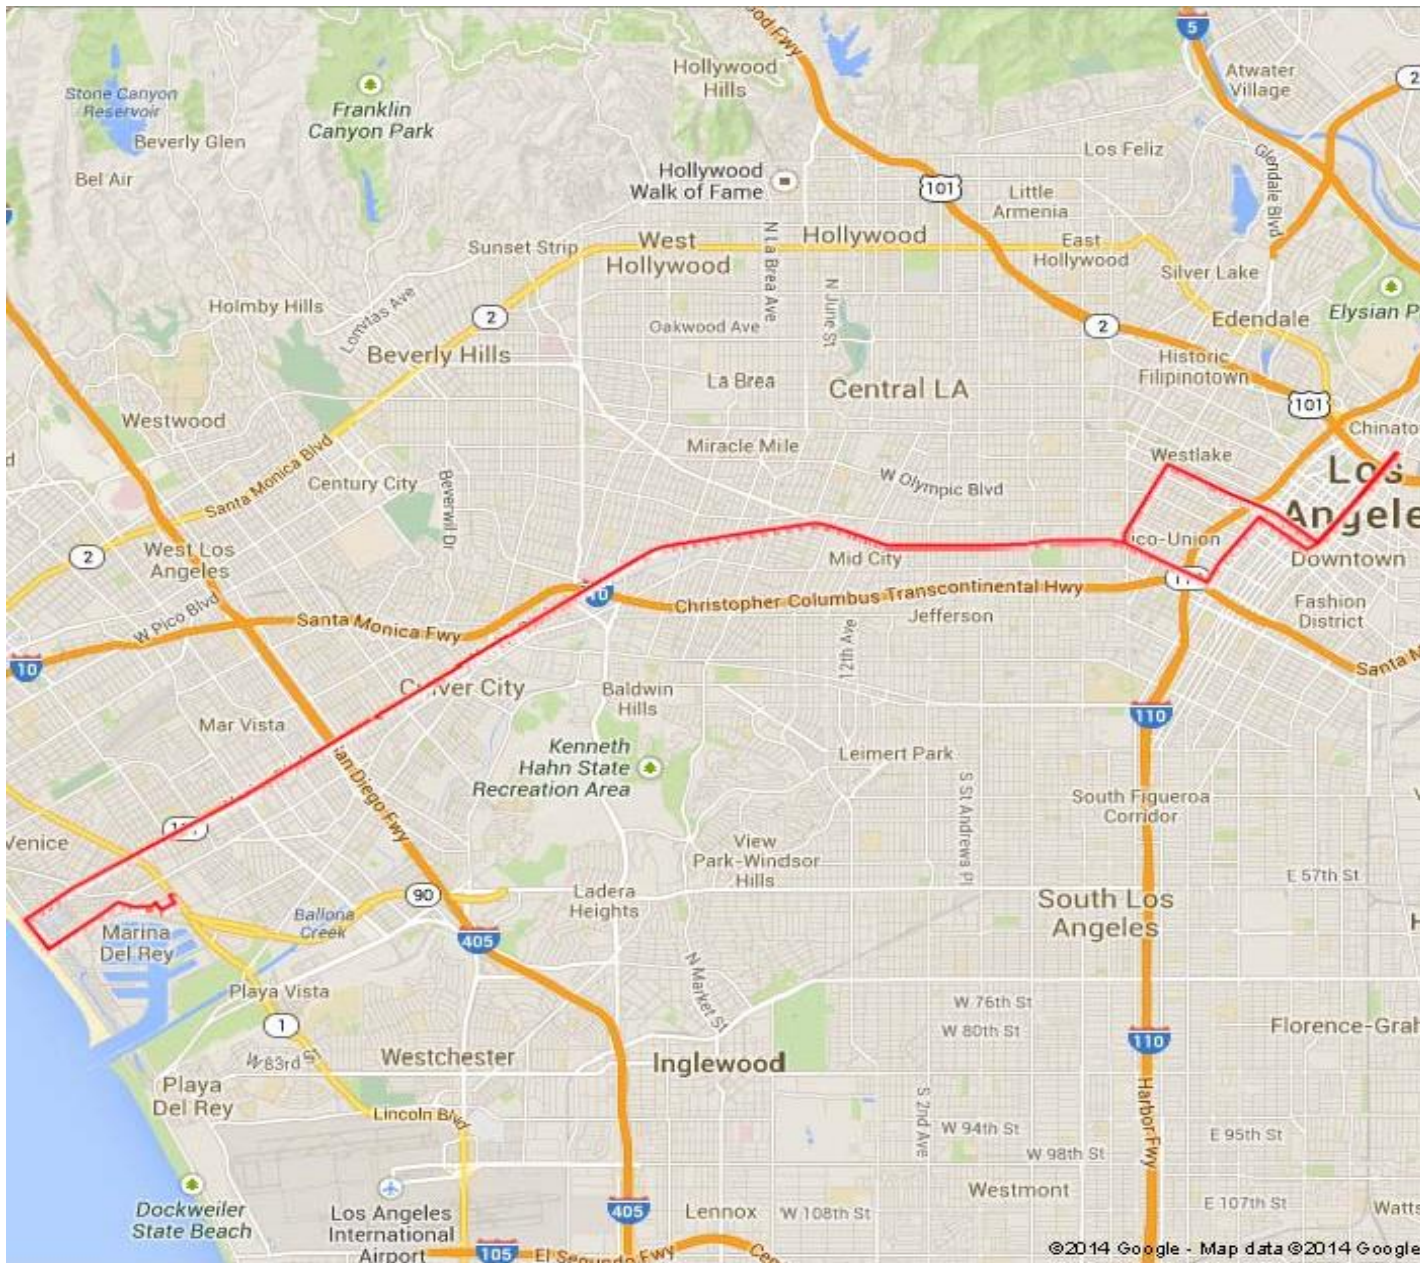 5
ood Fwy
Hollywood
Hills
Atwater
Village
2
Stone Canyon
Reservoir
Franklin
Canyon Park
Beverly Glen
Los Feliz
Glendale Blvd
Bel Air
Hollywood
Walk of Fame
101
Little
Armenia
Sunset Strip
West
Hollywood
N La Brea Ave
Hollywood
East
Hollywood
Silver Lake
Holmby Hills
N June St
Elysian P
2
Oakwood Ave
2
Edendale
Beverly Hills
Historic
Filipinotown
La Brea
Central LA
101
Westwood
Chinato
Miracle Mile
Westlake
d
Santa Monica Blvd
Century City
Beverwil Dr
W Olympic Blvd
Los
Angele
2
West Los
Angeles
Mid City
ico-Union
Downtown
W Pico Blvd
10
Christopher Columbus Transcontinental Hwy
Jefferson
Fashion
District
Santa Monica Fwy
12th Ave
Santa M
10
Culver City
Baldwin
Hills
110
Mar Vista
Kenneth
Hahn State
Recreation Area
Leimert Park
ian Diego Fwy
S St Andrews Pl
South Figueroa
Corridor
Venice
View
Park-Windsor
Hills
90
Ladera
Heights
E 57th St
South Los
Angeles
Ballona
Creek
Marina
Del Rey
405
N Market St
Playa Vista
W 76th St
1
W 80th St
Florence-Grah
110
W 83rd St
Westchester
Inglewood
Playa
Del Rey
Lincoln Blvd
S 2nd Ave
Harbor Fwy
W 94th St
E 95th St
W 98th St
Westmont
Dockweiler
State Beach
Los Angeles
International
Airport
405
Lennox
W 108th St
E 107th St
Watts
105
El Segundo Fwy
Cen
©2014 Google - Map data ©2014 Google